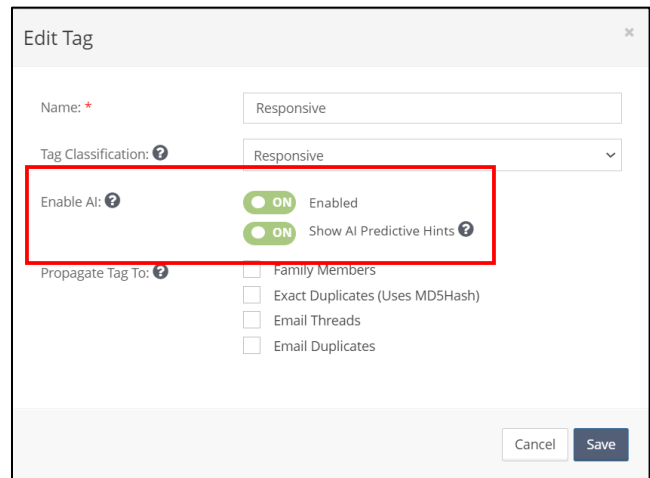 Edit Tag ×
Name: * Responsive
Tag Classification: ? Responsive
Enable AI: ? ON Enabled
ON Show AI Predictive Hints ?
Propagate Tag To: ? Family Members
Exact Duplicates (Uses MD5Hash)
Email Threads
Email Duplicates
Cancel Save